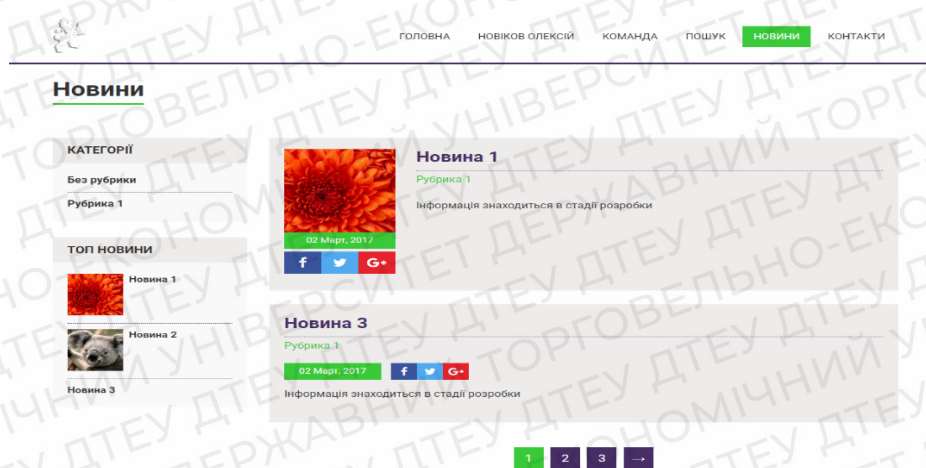 ГОЛОВНА НОВІКОВ ОЛЕКСІЙ КОМАНДА ПОШУК НОВИНИ КОНТАКТИ
Новини
КАТЕГОРІЇ
Без рубрики
Рубрика 1
ТОП НОВИНИ
Новина 1
Новина 2
Новина 3
Новина 1
Рубрика 1
Інформація знаходиться в стадії розробки
02 Март, 2017
f G+
Новина 3
Рубрика 1
02 Март, 2017 f G+
Інформація знаходиться в стадії розробки
1 2 3 →